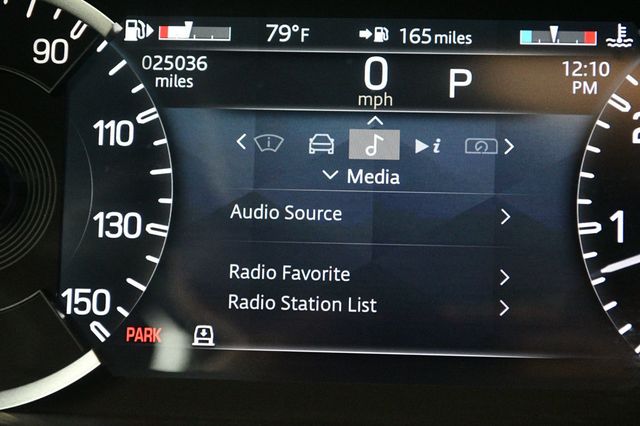 79°F
165 miles
025036
miles
0
mph
P
12:10
PM
90
110
130
150
Media
Audio Source
Radio Favorite
Radio Station List
PARK
1
i
i